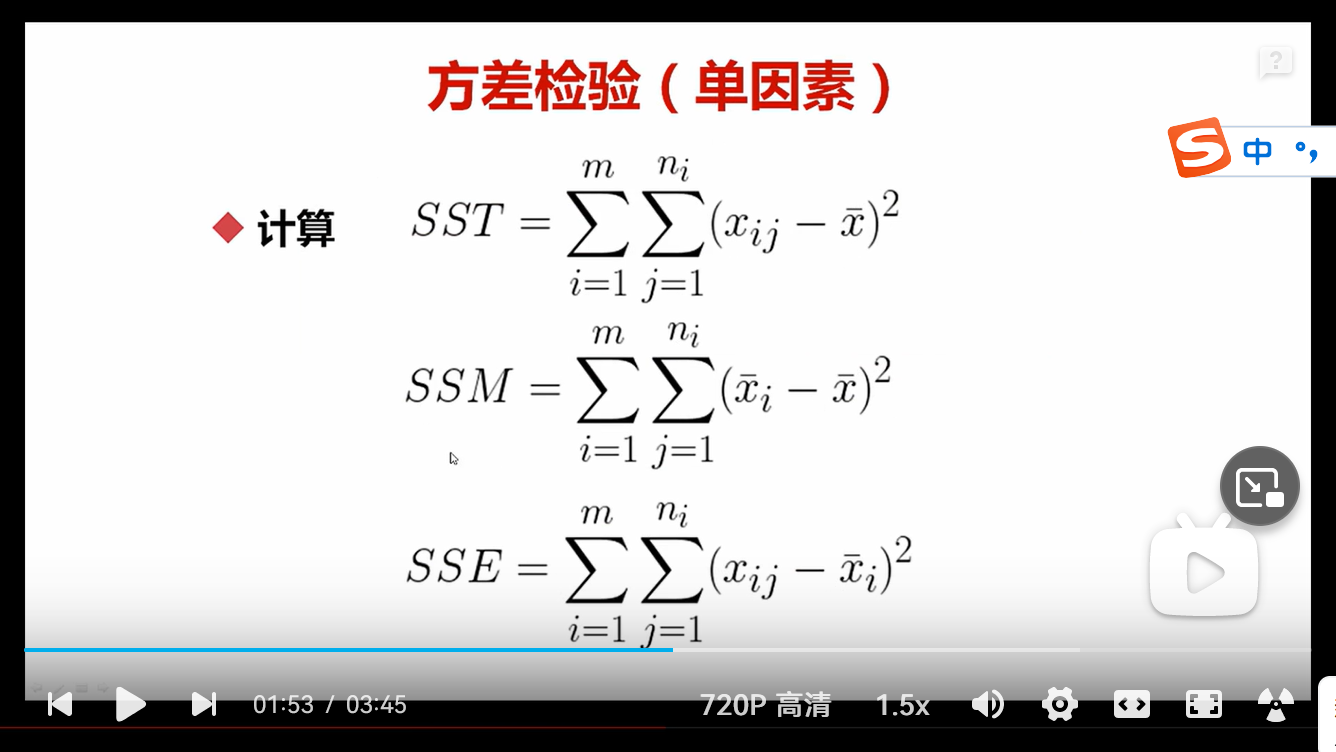 方差检验（单因素）
计算 SST = \sum_{i=1}^{m} \sum_{j=1}^{n_i} (x_{ij} - \bar{x})^2
SSM = \sum_{i=1}^{m} \sum_{j=1}^{n_i} (\bar{x}_i - \bar{x})^2
SSE = \sum_{i=1}^{m} \sum_{j=1}^{n_i} (x_{ij} - \bar{x}_i)^2
?
S 中 °，
01:53 / 03:45 720P 高清 1.5x